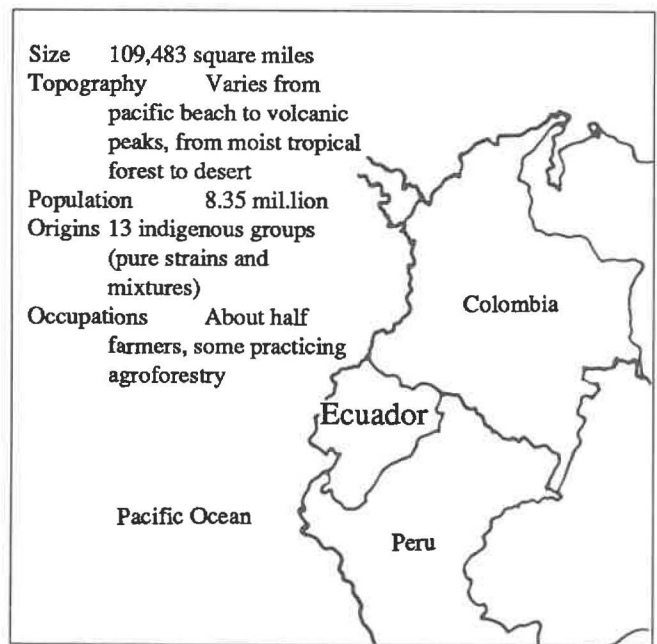 Size 109,483 square miles
Topography Varies from
pacific beach to volcanic
peaks, from moist tropical
forest to desert
Population 8.35 mil.lion
Origins 13 indigenous groups
(pure strains and
mixtures)
Occupations About half
farmers, some practicing
agroforestry
Colombia
Ecuador
Pacific Ocean
Peru